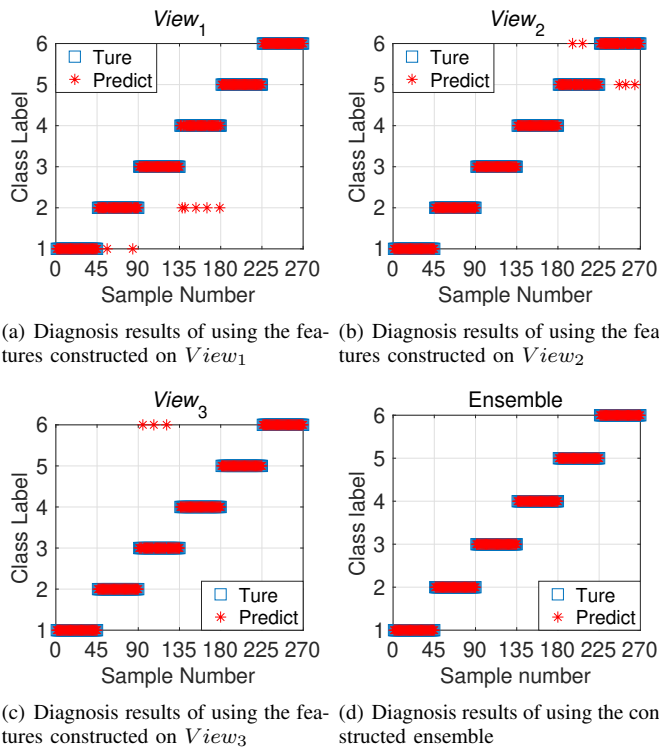 View1
6
5
4
3
2
1
Class Label
Ture
Predict
0 45 90 135 180 225 270
Sample Number
(a) Diagnosis results of using the fea-
tures constructed on View1
View2
6
5
4
3
2
1
Class Label
Ture
Predict
0 45 90 135 180 225 270
Sample Number
(b) Diagnosis results of using the fea
tures constructed on View2
View3
6
5
4
3
2
1
Class Label
Ture
Predict
0 45 90 135 180 225 270
Sample Number
(c) Diagnosis results of using the fea-
tures constructed on View3
Ensemble
6
5
4
3
2
1
Class label
Ture
Predict
0 45 90 135 180 225 270
Sample number
(d) Diagnosis results of using the con
structed ensemble